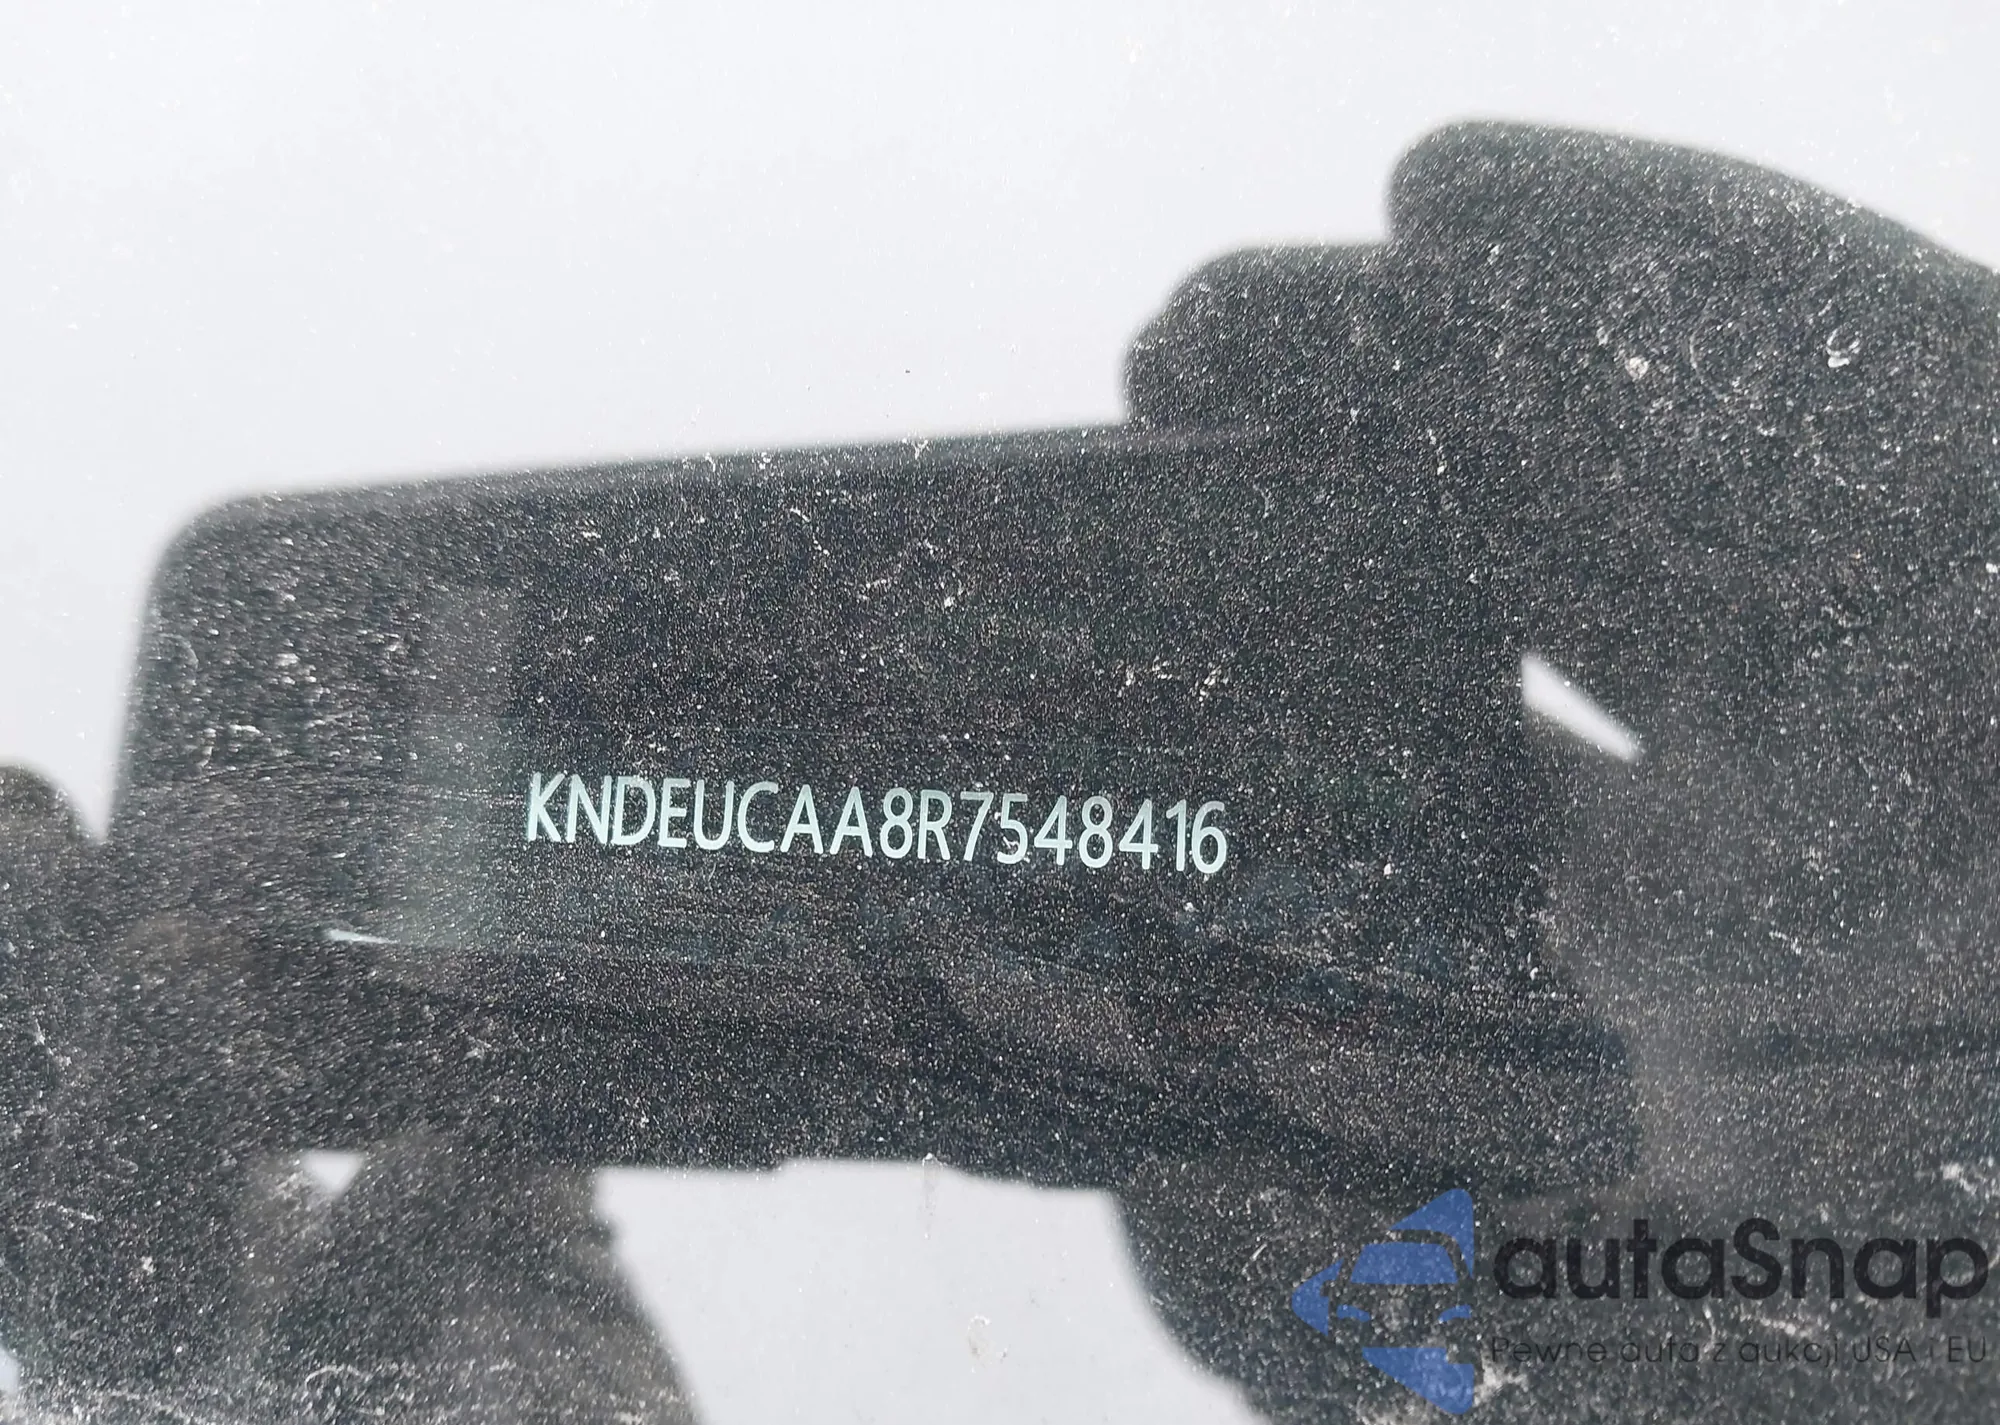 KNDEUCAA8R7548416
autaSnap
Pewne auta z aukcji USA i EU